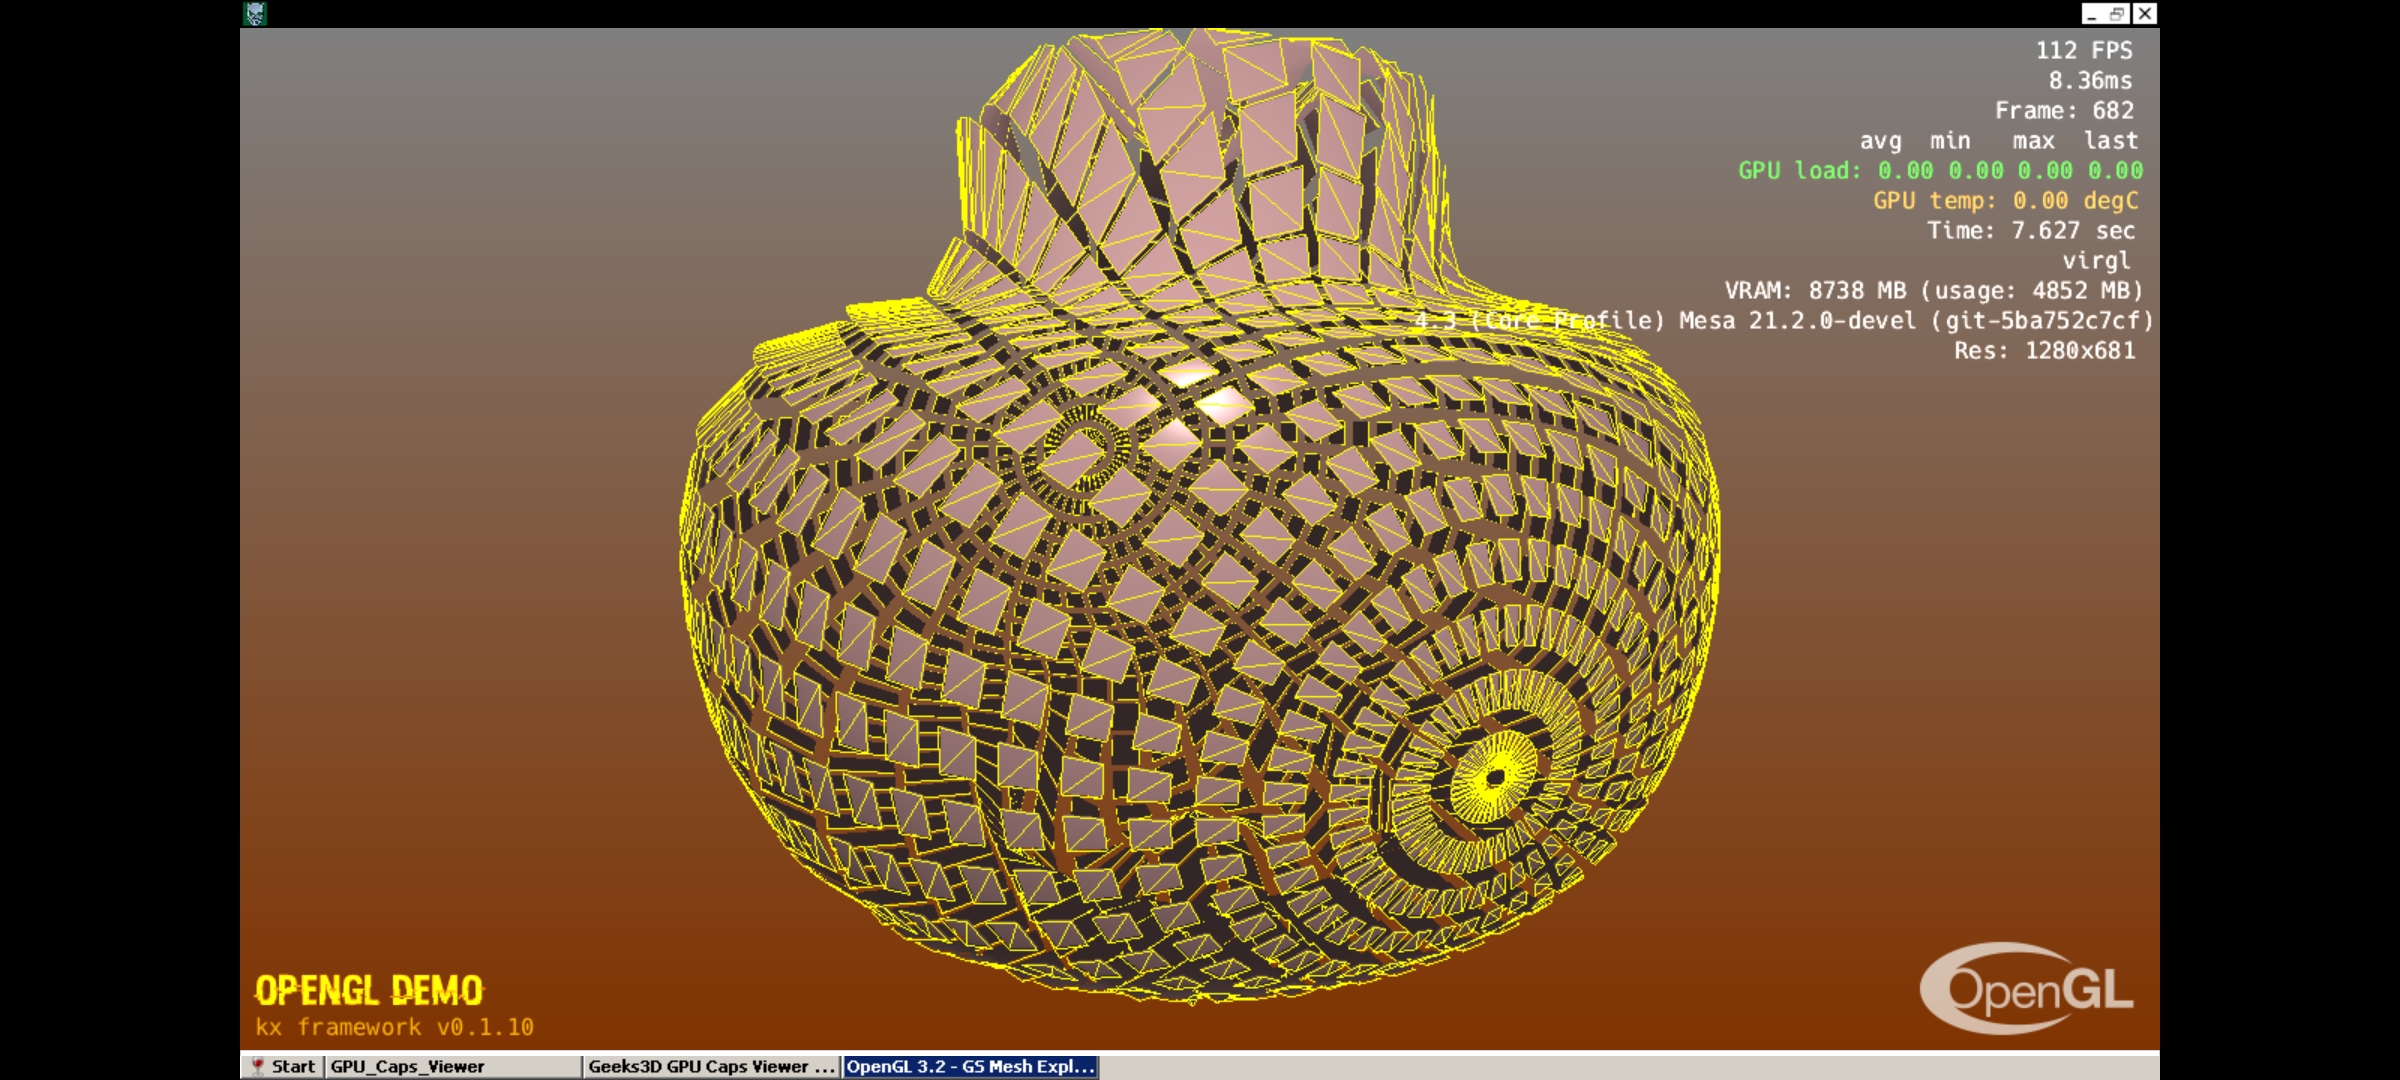 112 FPS
8.36ms
Frame: 682
avg min max last
GPU load: 0.00 0.00 0.00 0.00
GPU temp: 0.00 degC
Time: 7.627 sec
virgl
VRAM: 8738 MB (usage: 4852 MB)
4.3 (Core Profile) Mesa 21.2.0-devel (git-5ba752c7cf)
Res: 1280x681
OPENGL DEMO
kx framework v0.1.10
OpenGL
Start
GPU_Caps_Viewer
Geeks3D GPU Caps Viewer ...
OpenGL 3.2 - GS Mesh Expl...